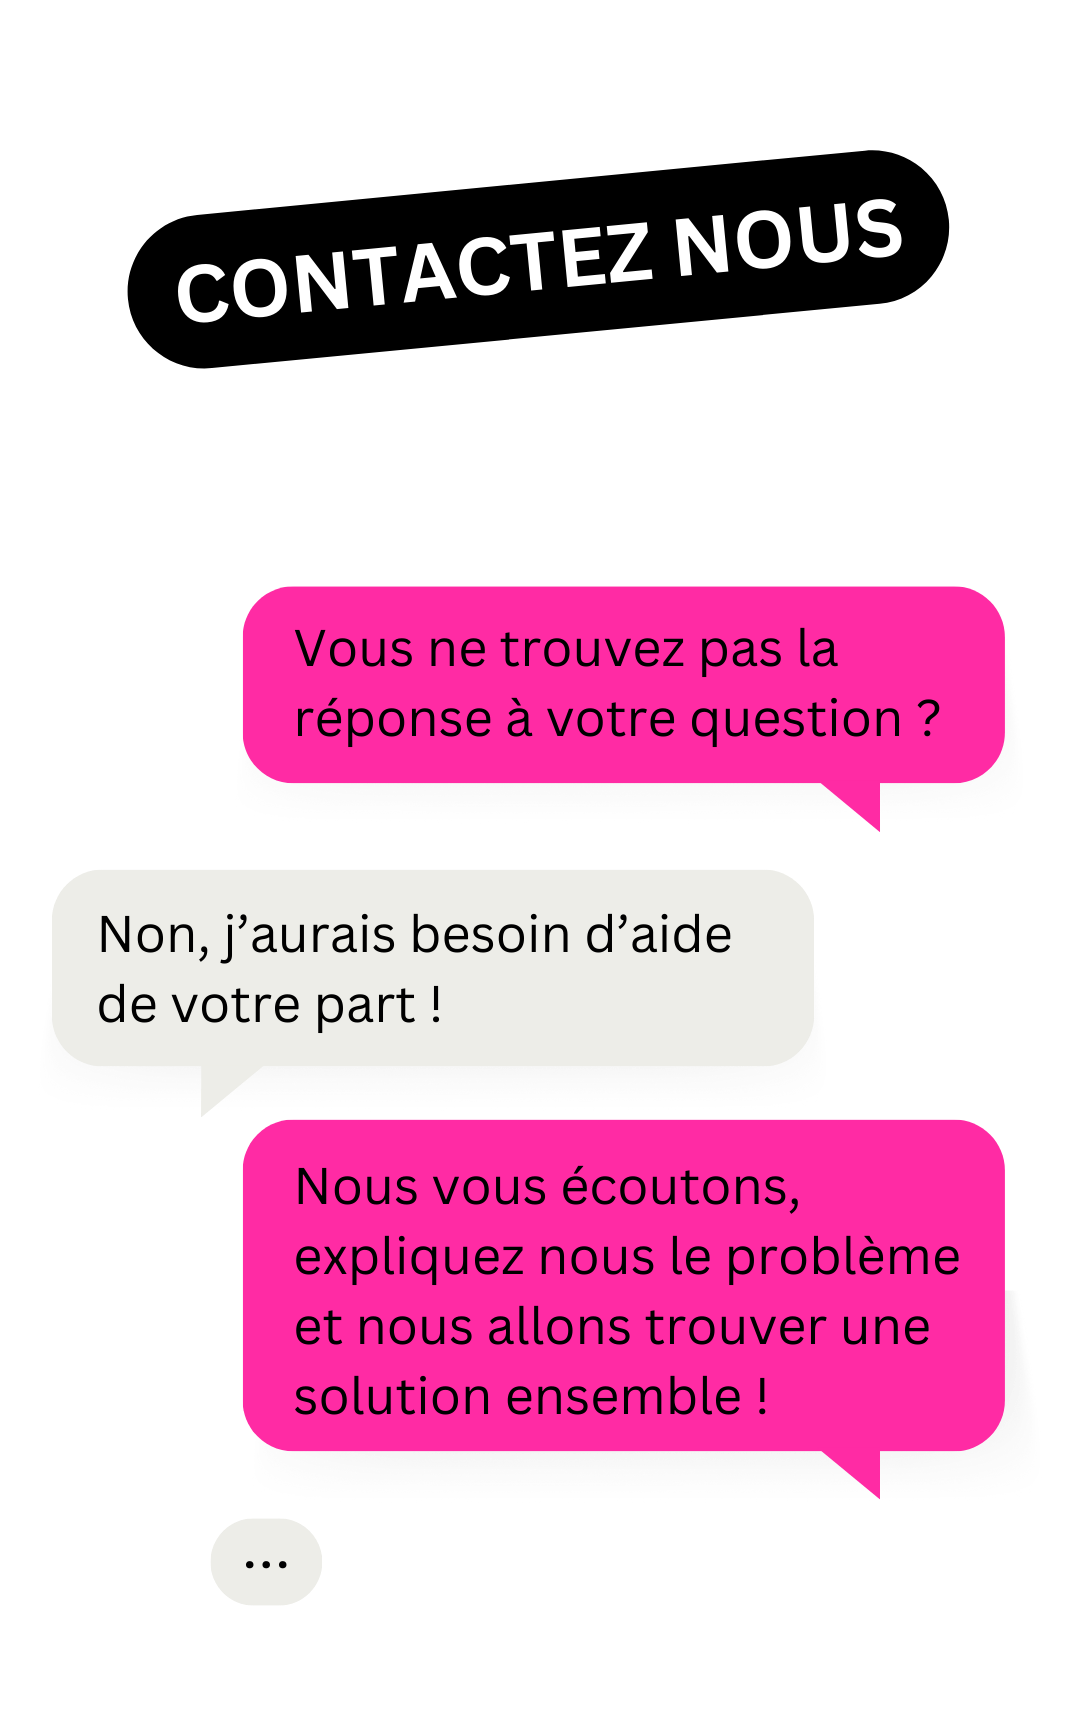 CONTACTEZ NOUS
Vous ne trouvez pas la
réponse à votre question ?
Non, j’aurais besoin d’aide
de votre part !
Nous vous écoutons,
expliquez nous le problème
et nous allons trouver une
solution ensemble !
...